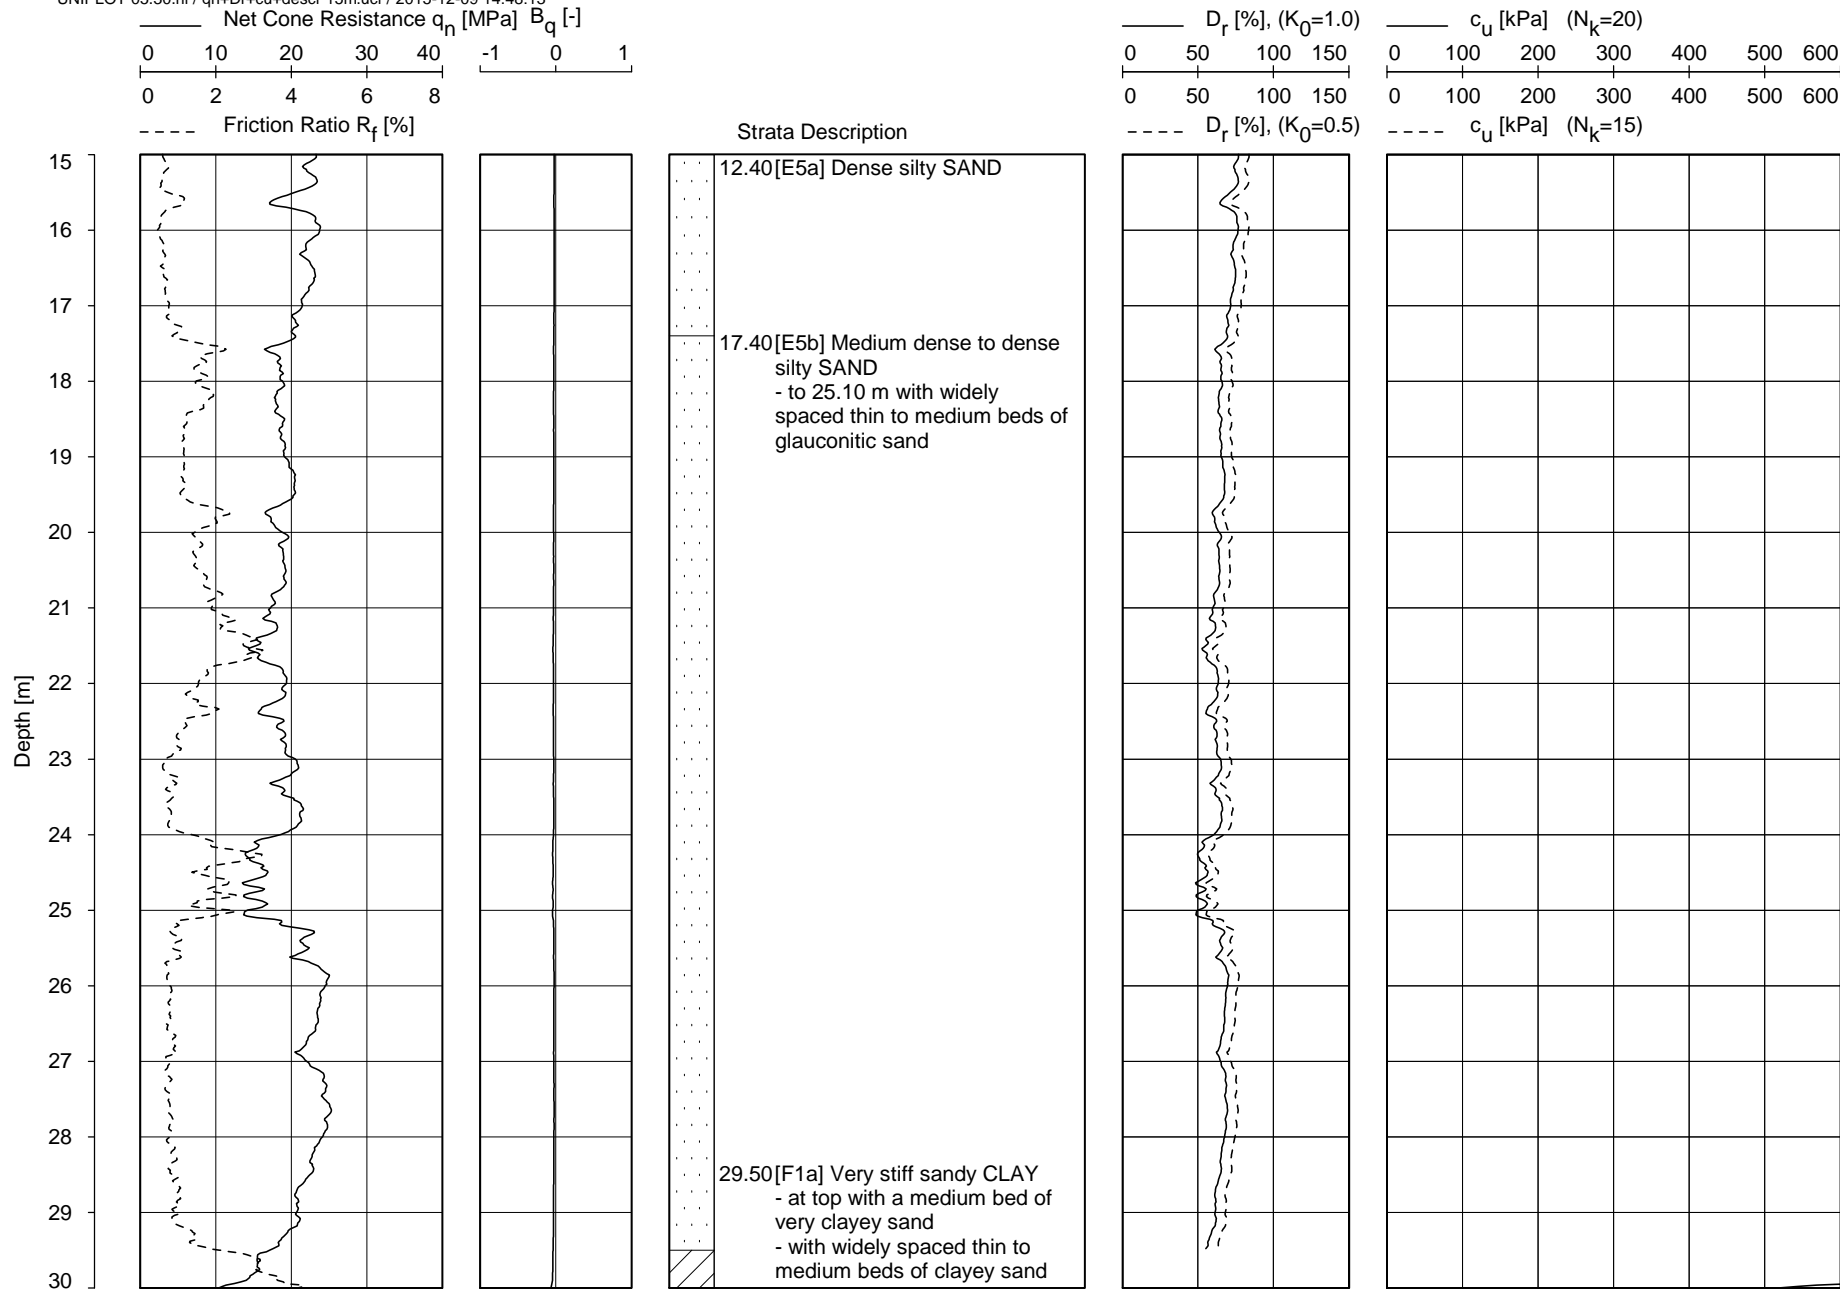 Net Cone Resistance qn [MPa] Bq [-] Dr [%], (K0=1.0) cu [kPa] (Nk=20)
0 10 20 30 40 -1 0 1 0 50 100 150 0 100 200 300 400 500 600
0 2 4 6 8 0 50 100 150 0 100 200 300 400 500 600
Friction Ratio Rf [%] Strata Description Dr [%], (K0=0.5) cu [kPa] (Nk=15)
15
12.40 [E5a] Dense silty SAND
16
17
17.40 [E5b] Medium dense to dense
silty SAND
- to 25.10 m with widely
spaced thin to medium beds of
glauconitic sand
18
19
20
21
22
Depth [m]
23
24
25
26
27
28
29.50 [F1a] Very stiff sandy CLAY
- at top with a medium bed of
very clayey sand
- with widely spaced thin to
medium beds of clayey sand
29
30